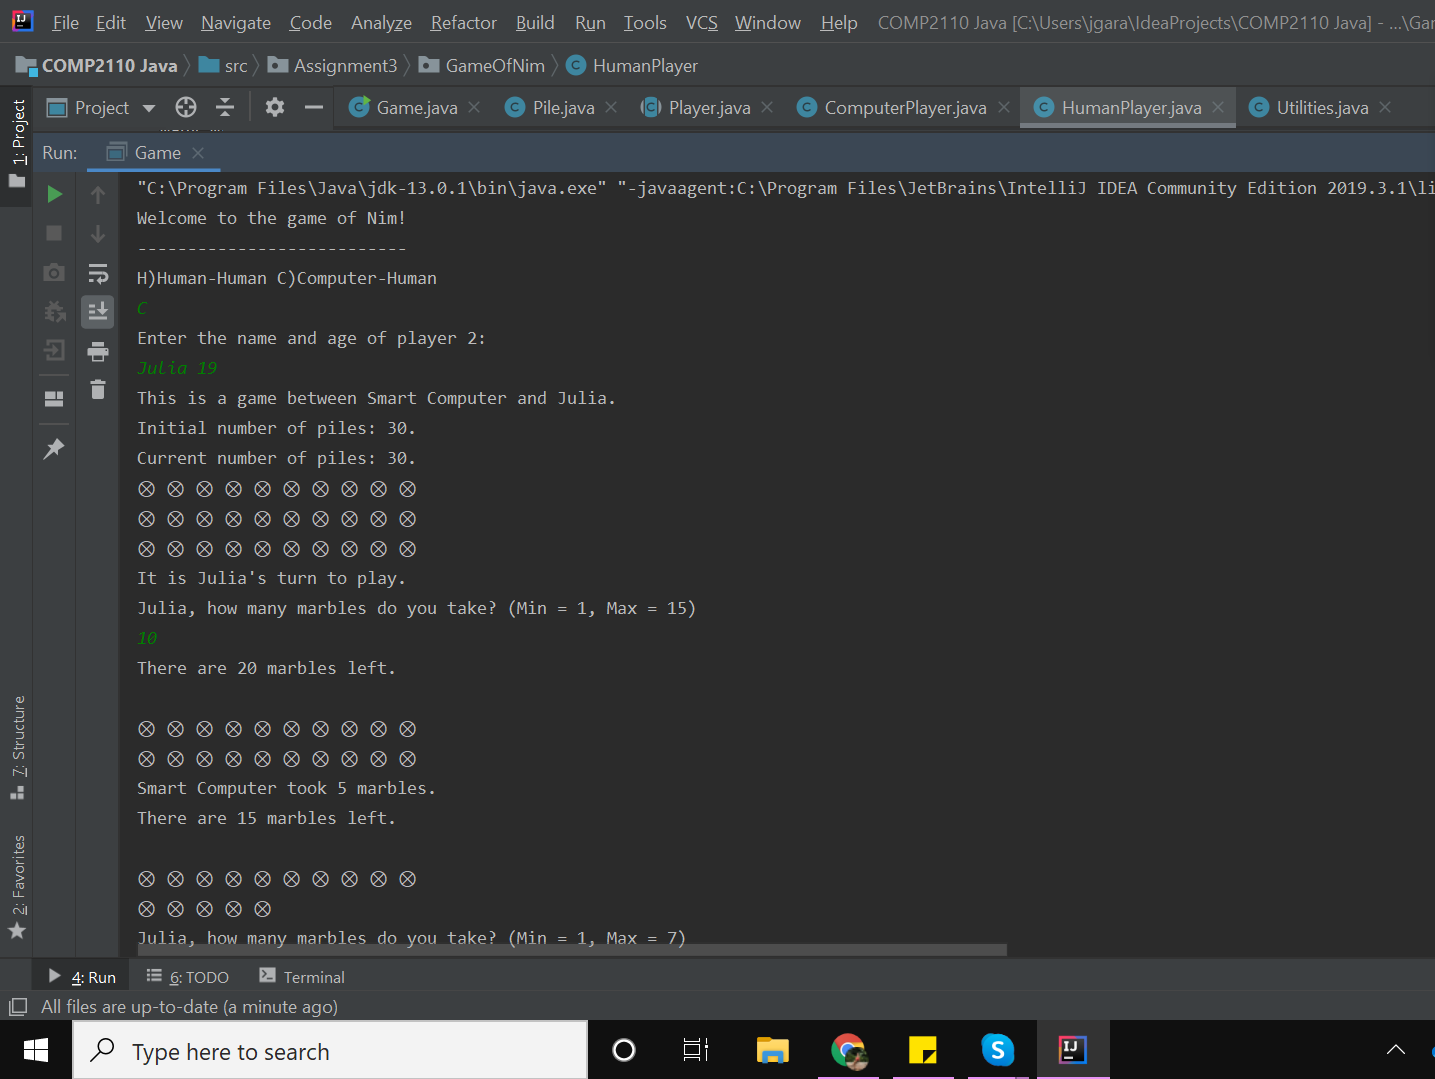 File Edit View Navigate Code Analyze Refactor Build Run Tools VCS Window Help COMP2110 Java [C:\Users\jgara\IdeaProjects\COMP2110 Java] - ...\Gar
COMP2110 Java src Assignment3 GameOfNim HumanPlayer
Project Game.java Pile.java Player.java ComputerPlayer.java HumanPlayer.java Utilities.java
1: Project
Run: Game
"C:\Program Files\Java\jdk-13.0.1\bin\java.exe" "-javaagent:C:\Program Files\JetBrains\IntelliJ IDEA Community Edition 2019.3.1\li
Welcome to the game of Nim!
---------------------------
H)Human-Human C)Computer-Human
C
Enter the name and age of player 2:
Julia 19
This is a game between Smart Computer and Julia.
Initial number of piles: 30.
Current number of piles: 30.
⨂ ⨂ ⨂ ⨂ ⨂ ⨂ ⨂ ⨂ ⨂ ⨂
⨂ ⨂ ⨂ ⨂ ⨂ ⨂ ⨂ ⨂ ⨂ ⨂
⨂ ⨂ ⨂ ⨂ ⨂ ⨂ ⨂ ⨂ ⨂ ⨂
It is Julia's turn to play.
Julia, how many marbles do you take? (Min = 1, Max = 15)
10
There are 20 marbles left.
⨂ ⨂ ⨂ ⨂ ⨂ ⨂ ⨂ ⨂ ⨂ ⨂
⨂ ⨂ ⨂ ⨂ ⨂ ⨂ ⨂ ⨂ ⨂ ⨂
Smart Computer took 5 marbles.
There are 15 marbles left.
⨂ ⨂ ⨂ ⨂ ⨂ ⨂ ⨂ ⨂ ⨂ ⨂
⨂ ⨂ ⨂ ⨂ ⨂
Julia, how many marbles do you take? (Min = 1, Max = 7)
7: Structure
2: Favorites
4: Run 6: TODO Terminal
All files are up-to-date (a minute ago)
Type here to search